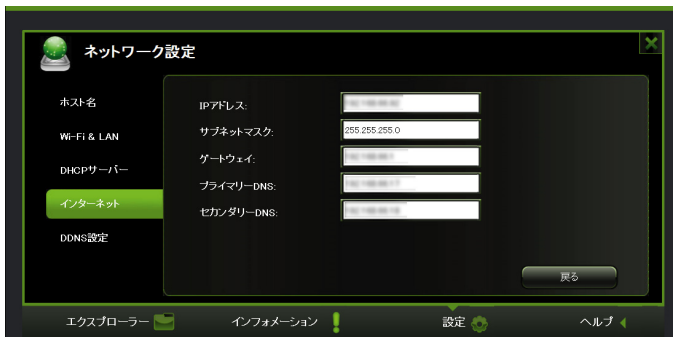 ネットワーク設定
ホスト名
Wi-Fi & LAN
DHCPサーバー
インターネット
DDNS設定
IPアドレス:
サブネットマスク: 255.255.255.0
ゲートウェイ:
プライマリーDNS:
セカンダリーDNS:
戻る
エクスプローラー インフォメーション 設定 ヘルプ